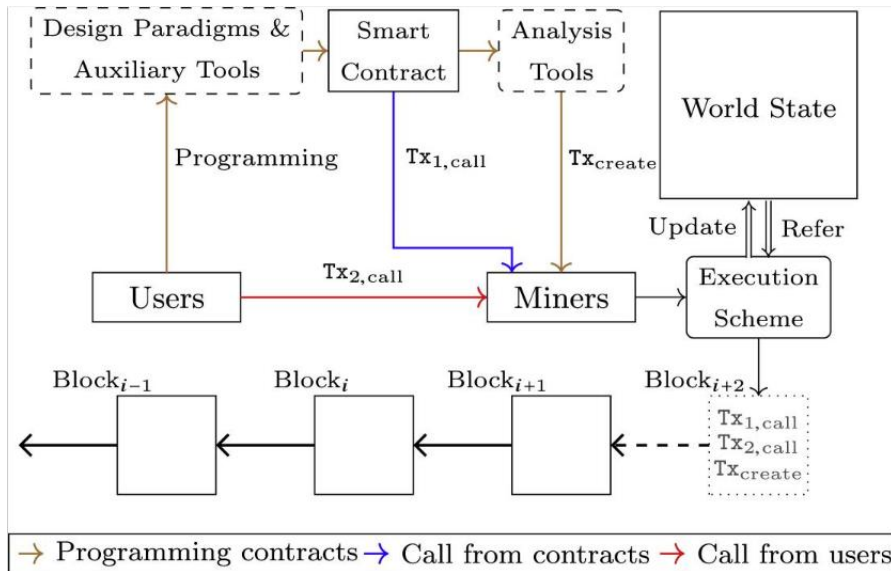 Design Paradigms &
Auxiliary Tools
Smart
Contract
Analysis
Tools
World State
Programming
Tx1,call
Txcreate
Update
Refer
Users
Tx2,call
Miners
Execution
Scheme
Blocki−1
Blocki
Blocki+1
Blocki+2
Tx1,call
Tx2,call
Txcreate
Programming contracts Call from contracts Call from users